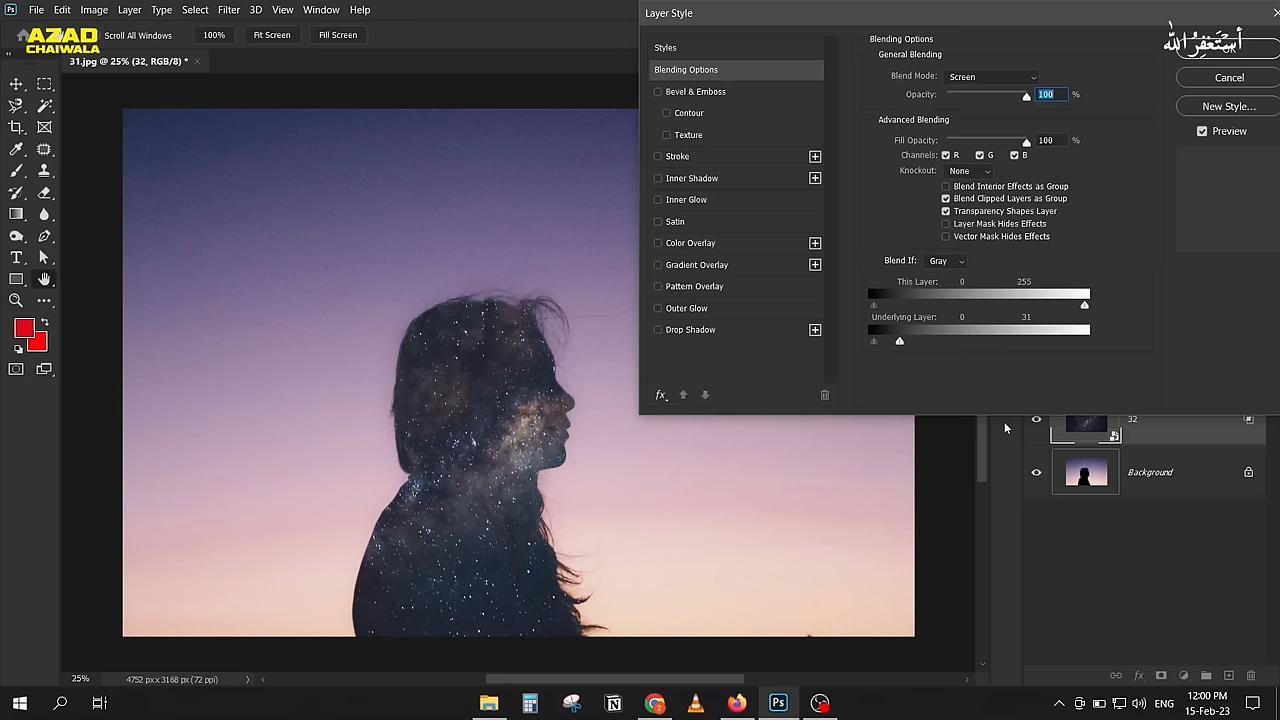 Ps File Edit Image Layer Type Select Filter 3D View Window Help
Layer Style
AZAD
CHAIWALA
Scroll All Windows 100% Fit Screen Fill Screen
31.jpg @ 25% (32, RGB/8) *
أستغفر الله
Styles
Blending Options
Bevel & Emboss
Contour
Texture
Stroke
Inner Shadow
Inner Glow
Satin
Color Overlay
Gradient Overlay
Pattern Overlay
Outer Glow
Drop Shadow
fx
Blending Options
General Blending
Blend Mode: Screen
Opacity: 100 %
Advanced Blending
Fill Opacity: 100 %
Channels: R G B
Knockout: None
Blend Interior Effects as Group
Blend Clipped Layers as Group
Transparency Shapes Layer
Layer Mask Hides Effects
Vector Mask Hides Effects
Blend If: Gray
This Layer: 0 255
Underlying Layer: 0 31
Cancel
New Style...
Preview
32
Background
25% 4752 px x 3168 px (72 ppi)
fx
Ps
ENG
12:00 PM
15-Feb-23